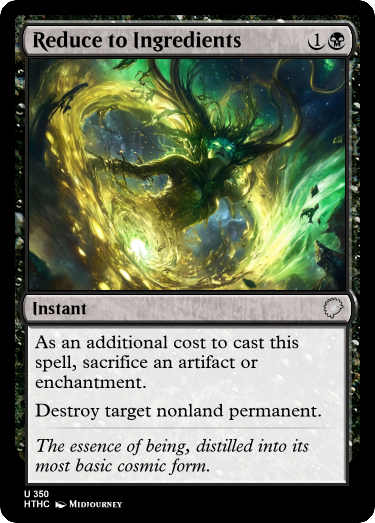 Reduce to Ingredients 1
Instant
As an additional cost to cast this
spell, sacrifice an artifact or
enchantment.
Destroy target nonland permanent.
The essence of being, distilled into its
most basic cosmic form.
U 350
HTHC Midjourney